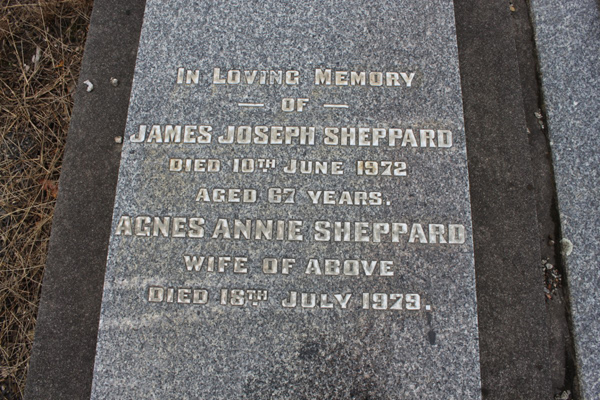 In Loving Memory
— OF —
JAMES JOSEPH SHEPPARD
DIED 10TH JUNE 1972
AGED 67 YEARS.
AGNES ANNIE SHEPPARD
WIFE OF ABOVE
DIED 16TH JULY 1979.